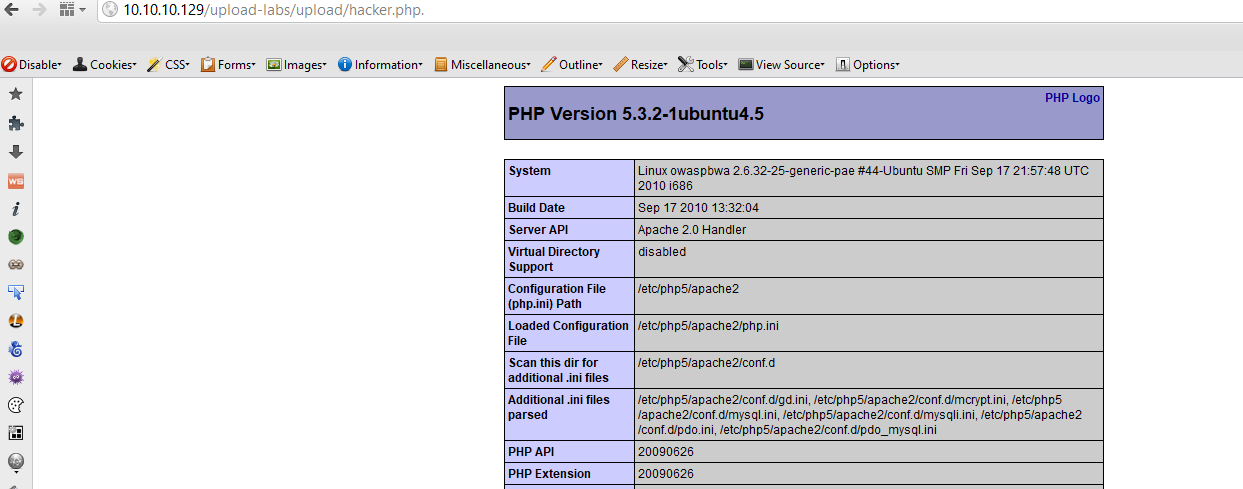 10.10.10.129/upload-labs/upload/hacker.php.
Disable Cookies CSS Forms Images Information Miscellaneous Outline Resize Tools View Source Options
PHP Logo
PHP Version 5.3.2-1ubuntu4.5
System Linux owaspbwa 2.6.32-25-generic-pae #44-Ubuntu SMP Fri Sep 17 21:57:48 UTC
2010 i686
Build Date Sep 17 2010 13:32:04
Server API Apache 2.0 Handler
Virtual Directory disabled
Support
Configuration File /etc/php5/apache2
(php.ini) Path
Loaded Configuration /etc/php5/apache2/php.ini
File
Scan this dir for /etc/php5/apache2/conf.d
additional .ini files
Additional .ini files /etc/php5/apache2/conf.d/gd.ini, /etc/php5/apache2/conf.d/mcrypt.ini, /etc/php5
parsed /apache2/conf.d/mysql.ini, /etc/php5/apache2/conf.d/mysqli.ini, /etc/php5/apache2
/conf.d/pdo.ini, /etc/php5/apache2/conf.d/pdo_mysql.ini
PHP API 20090626
PHP Extension 20090626
WS